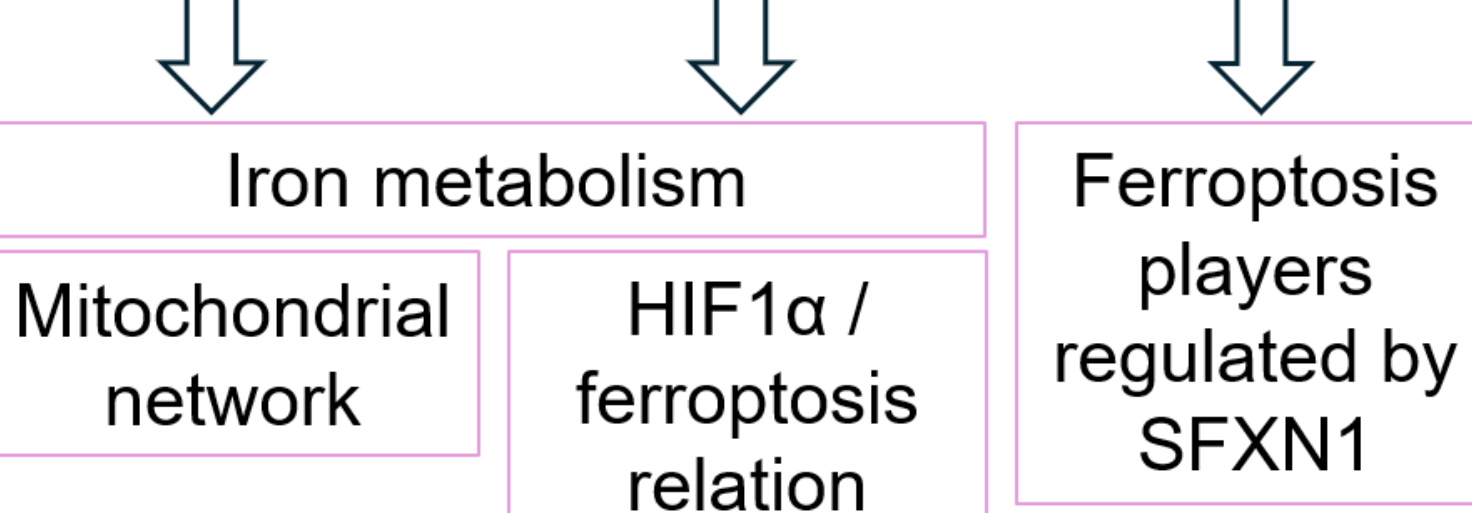 Iron metabolism
Mitochondrial
network
HIF1α /
ferroptosis
relation
Ferroptosis
players
regulated by
SFXN1